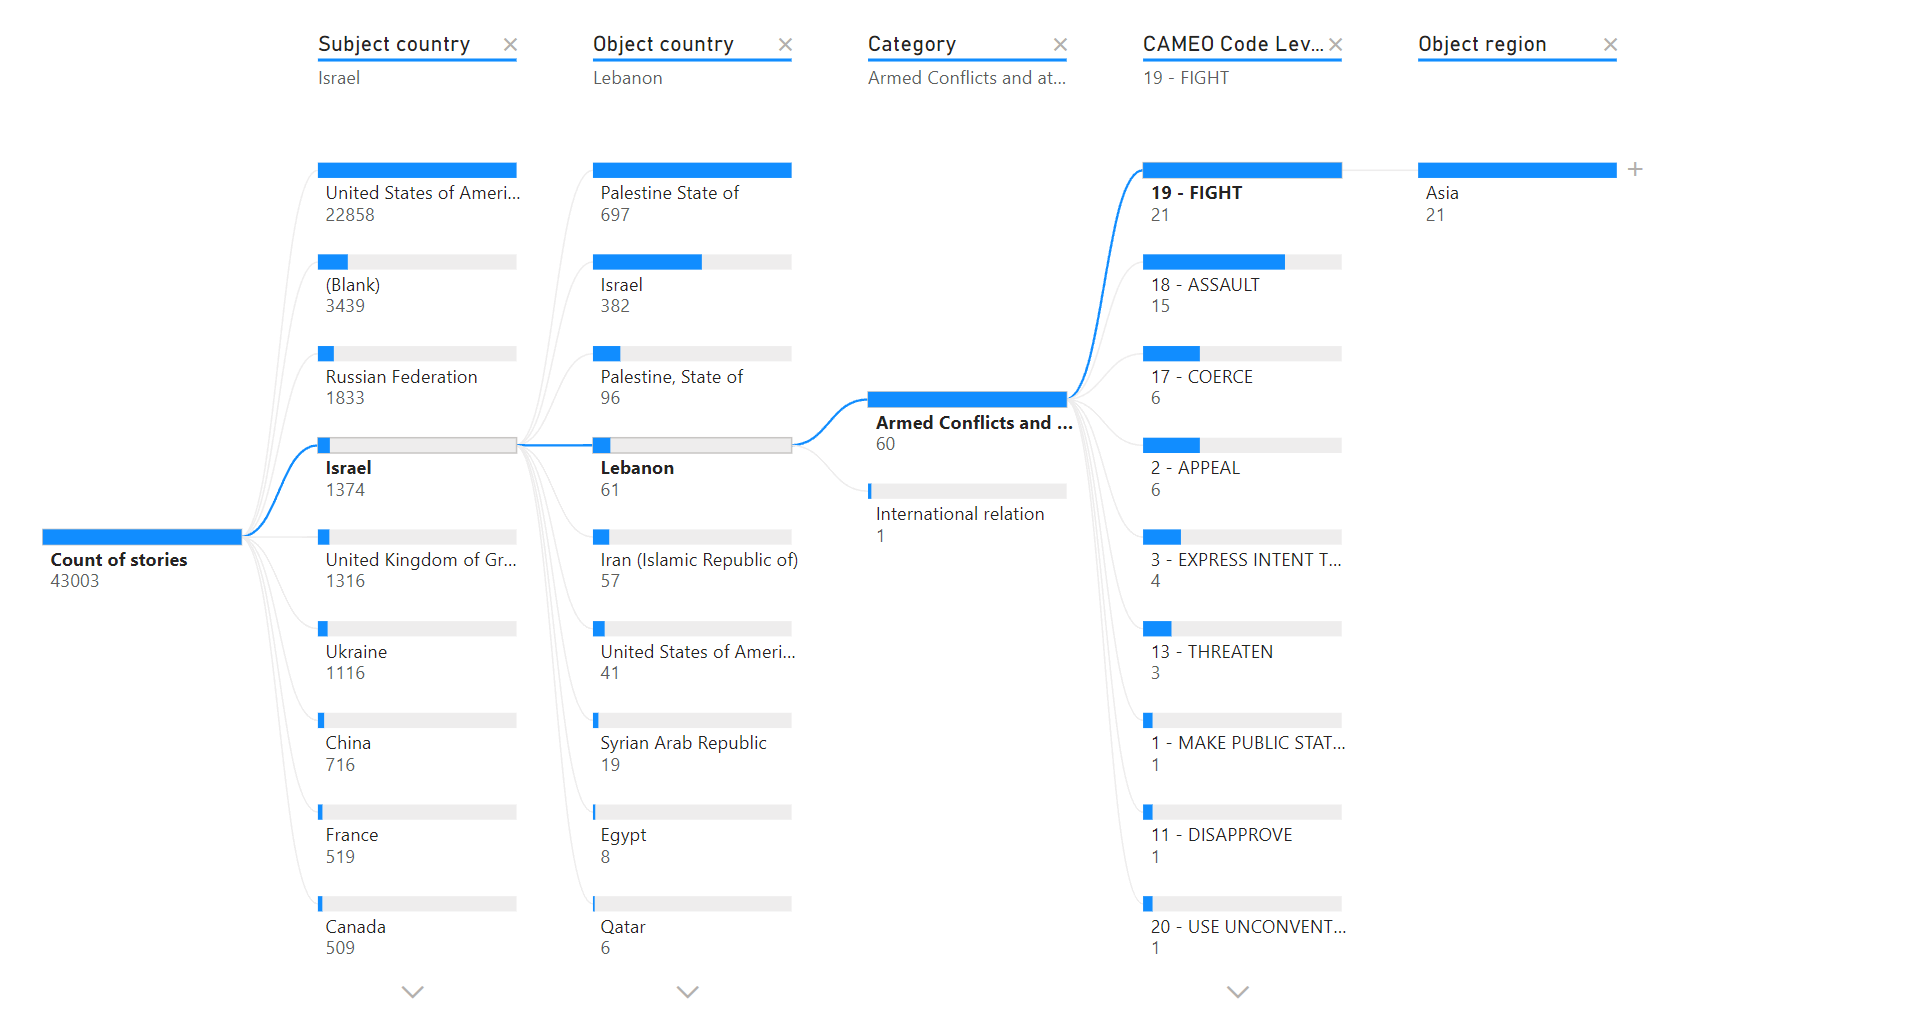 Subject country
Israel
Object country
Lebanon
Category
Armed Conflicts and at...
CAMEO Code Lev...
19 - FIGHT
Object region
Count of stories
43003
United States of Ameri...
22858
(Blank)
3439
Russian Federation
1833
Israel
1374
United Kingdom of Gr...
1316
Ukraine
1116
China
716
France
519
Canada
509
Palestine State of
697
Israel
382
Palestine, State of
96
Lebanon
61
Iran (Islamic Republic of)
57
United States of Ameri...
41
Syrian Arab Republic
19
Egypt
8
Qatar
6
Armed Conflicts and ...
60
International relation
1
19 - FIGHT
21
18 - ASSAULT
15
17 - COERCE
6
2 - APPEAL
6
3 - EXPRESS INTENT T...
4
13 - THREATEN
3
1 - MAKE PUBLIC STAT...
1
11 - DISAPPROVE
1
20 - USE UNCONVENT...
1
Asia
21